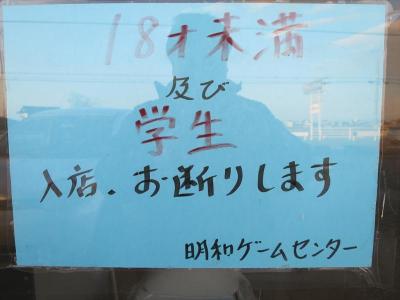 18才未満
及び
学生
入店．お断りします
明和ゲームセンター